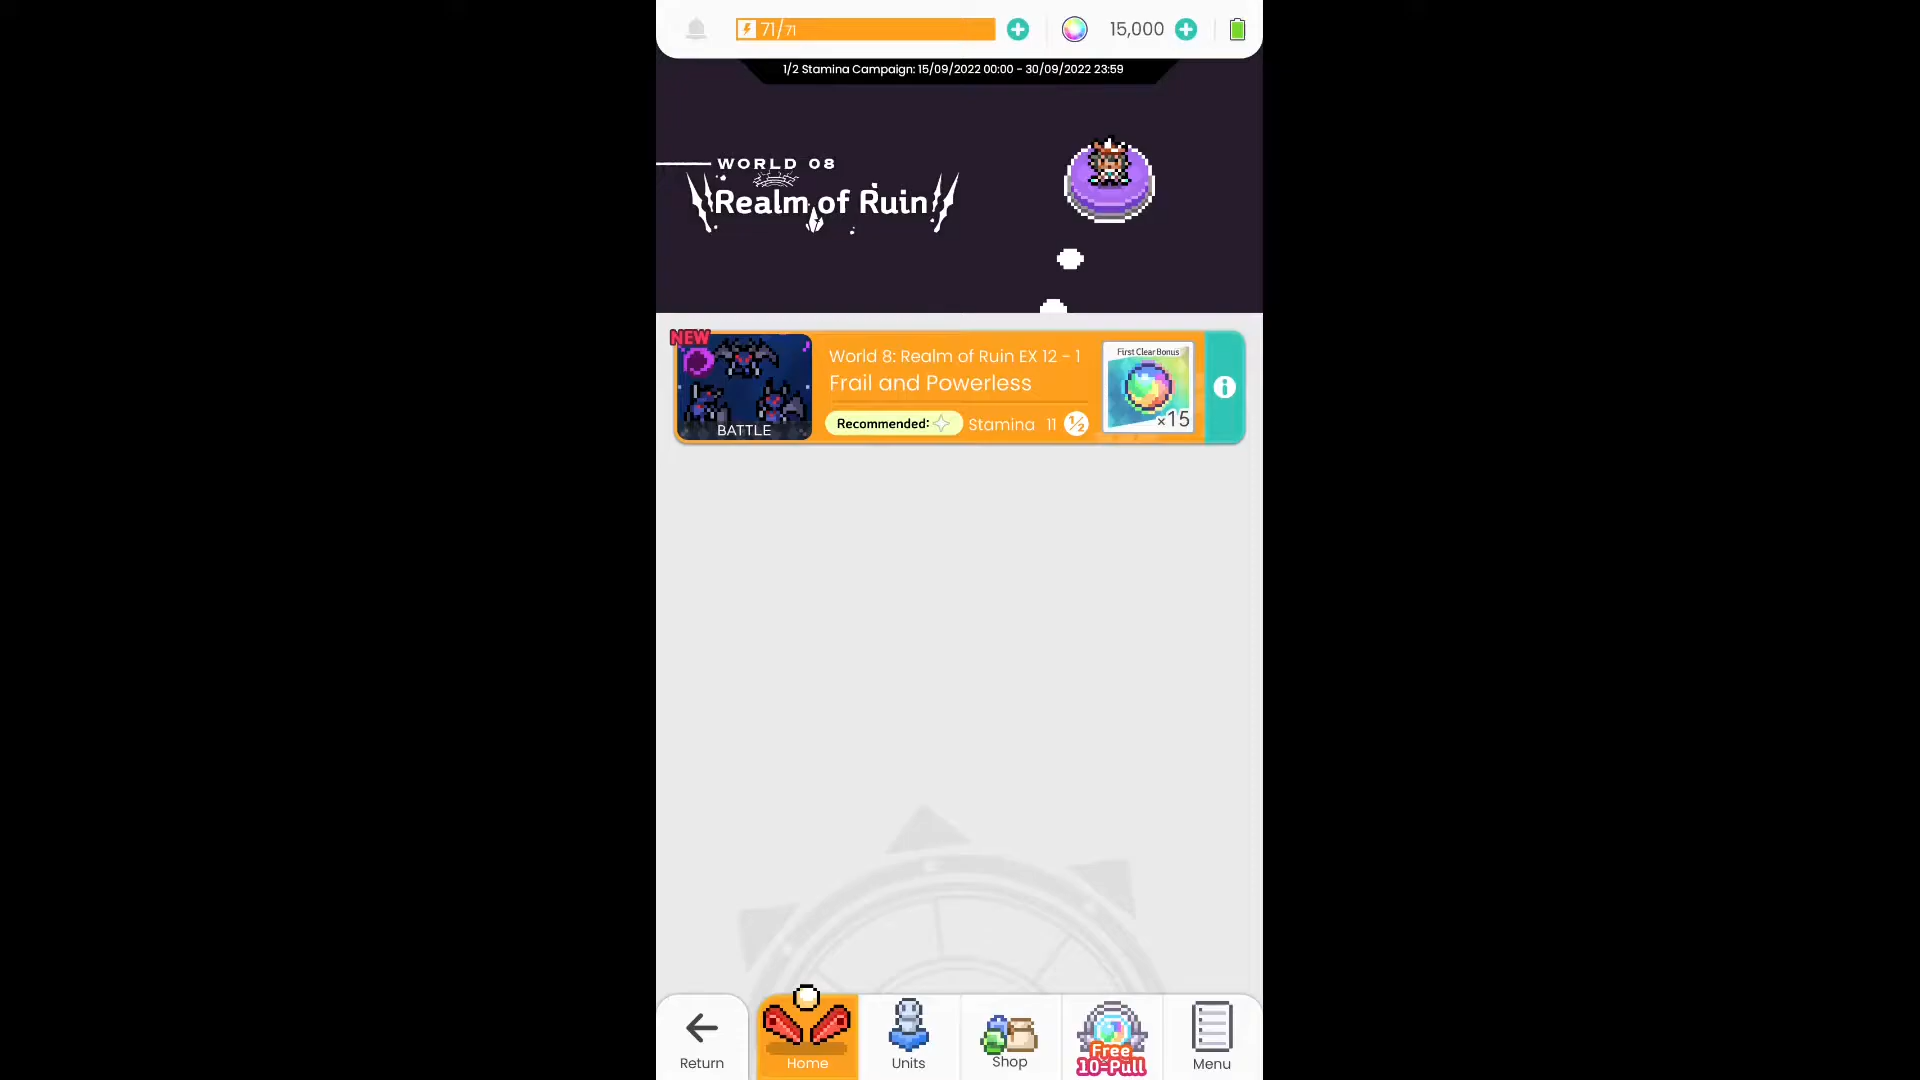 71/71
15,000
1/2 Stamina Campaign: 15/09/2022 00:00 - 30/09/2022 23:59
WORLD 08
Realm of Ruin
NEW
BATTLE
World 8: Realm of Ruin EX 12 - 1
Frail and Powerless
Recommended:
Stamina 11 1/2
First Clear Bonus
×15
Return
Home
Units
Shop
Free
10-Pull
Menu